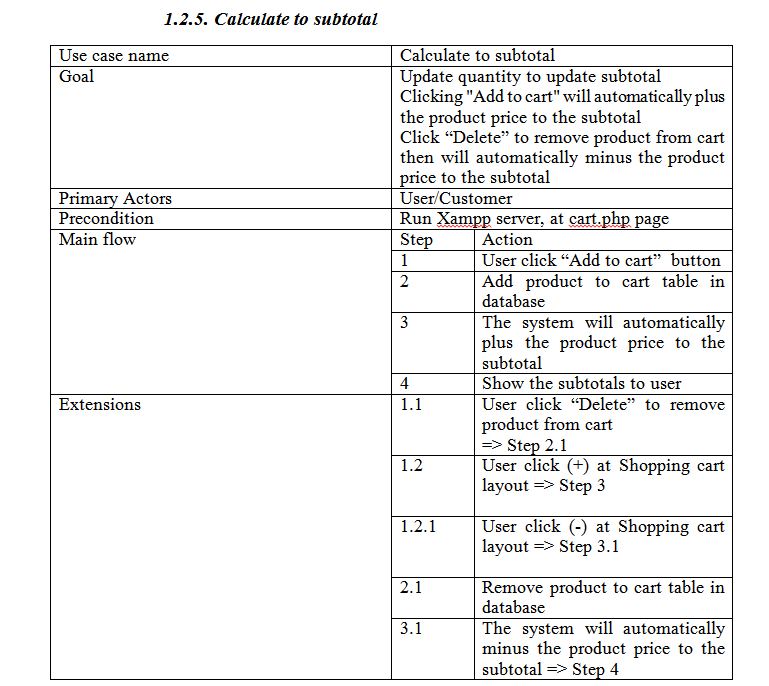 1.2.5. Calculate to subtotal
Use case name
Calculate to subtotal
Goal
Update quantity to update subtotal
Clicking "Add to cart" will automatically plus
the product price to the subtotal
Click “Delete” to remove product from cart
then will automatically minus the product
price to the subtotal
Primary Actors
User/Customer
Precondition
Run Xampp server, at cart.php page
Main flow
Step
Action
1
User click “Add to cart” button
2
Add product to cart table in
database
3
The system will automatically
plus the product price to the
subtotal
4
Show the subtotals to user
Extensions
1.1
User click “Delete” to remove
product from cart
=> Step 2.1
1.2
User click (+) at Shopping cart
layout => Step 3
1.2.1
User click (-) at Shopping cart
layout => Step 3.1
2.1
Remove product to cart table in
database
3.1
The system will automatically
minus the product price to the
subtotal => Step 4